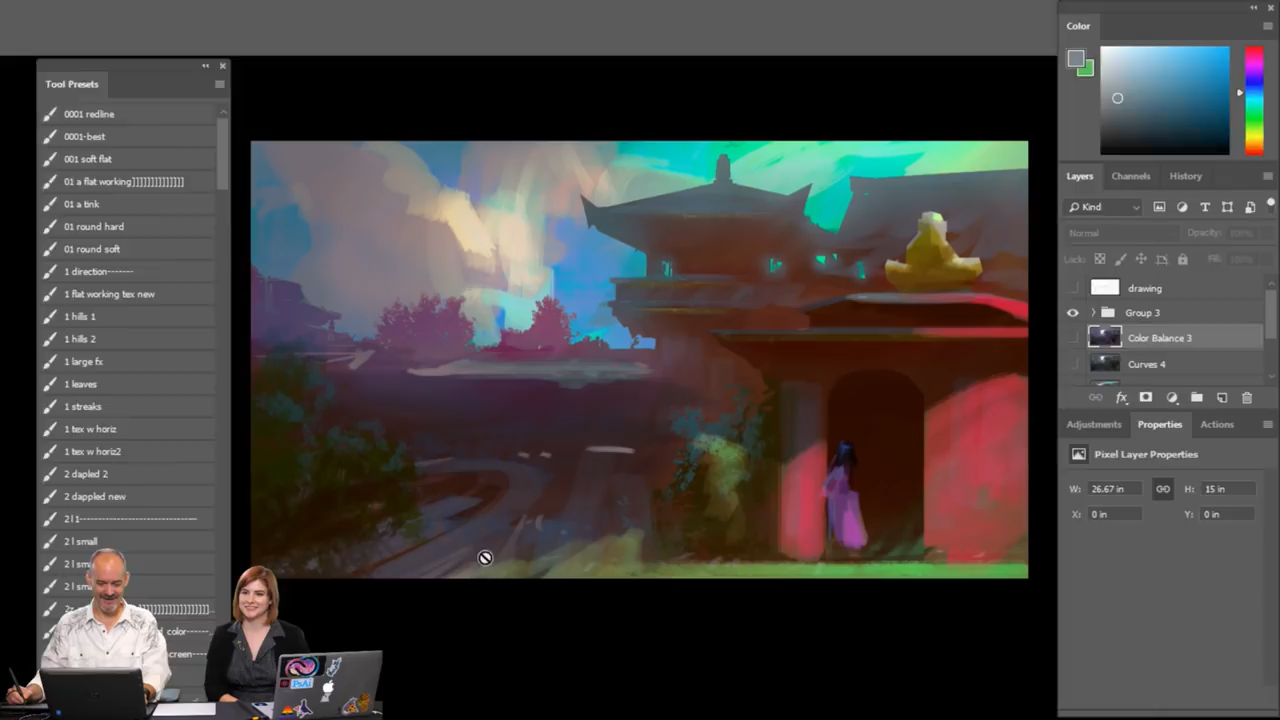 Color
Tool Presets
0001 redline
0001-best
001 soft flat
01 a flat working]]]]]]]]]]]]]]
01 a tink
01 round hard
01 round soft
1 direction-------
1 flat working tex new
1 hills 1
1 hills 2
1 large fx
1 leaves
1 streaks
1 tex w horiz
1 tex w horiz2
2 dapled 2
2 dappled new
2 l small
color------
screen
PsAi
Layers
Channels
History
Kind
Normal
Opacity:
Lock:
Fill:
drawing
Group 3
Color Balance 3
Curves 4
fx
Adjustments
Properties
Actions
Pixel Layer Properties
W: 26.67 in
H: 15 in
X: 0 in
Y: 0 in